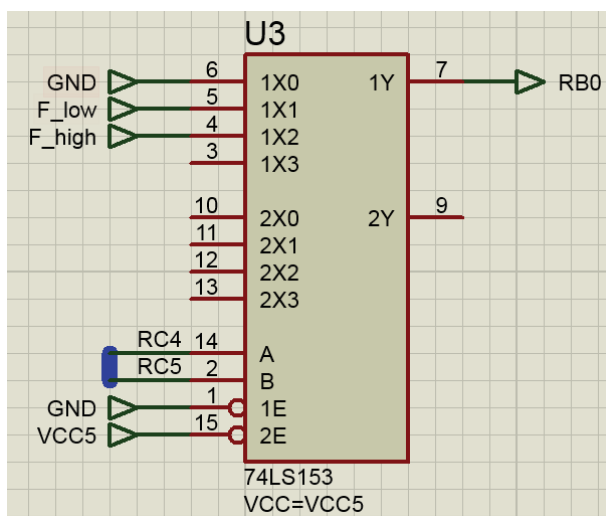 U3
GND 6 1X0 1Y 7 RB0
F_low 5 1X1
F_high 4 1X2
3 1X3
10 2X0 2Y 9
11 2X1
12 2X2
13 2X3
RC4 14 A
RC5 2 B
GND 1 1E
VCC5 15 2E
74LS153
VCC=VCC5